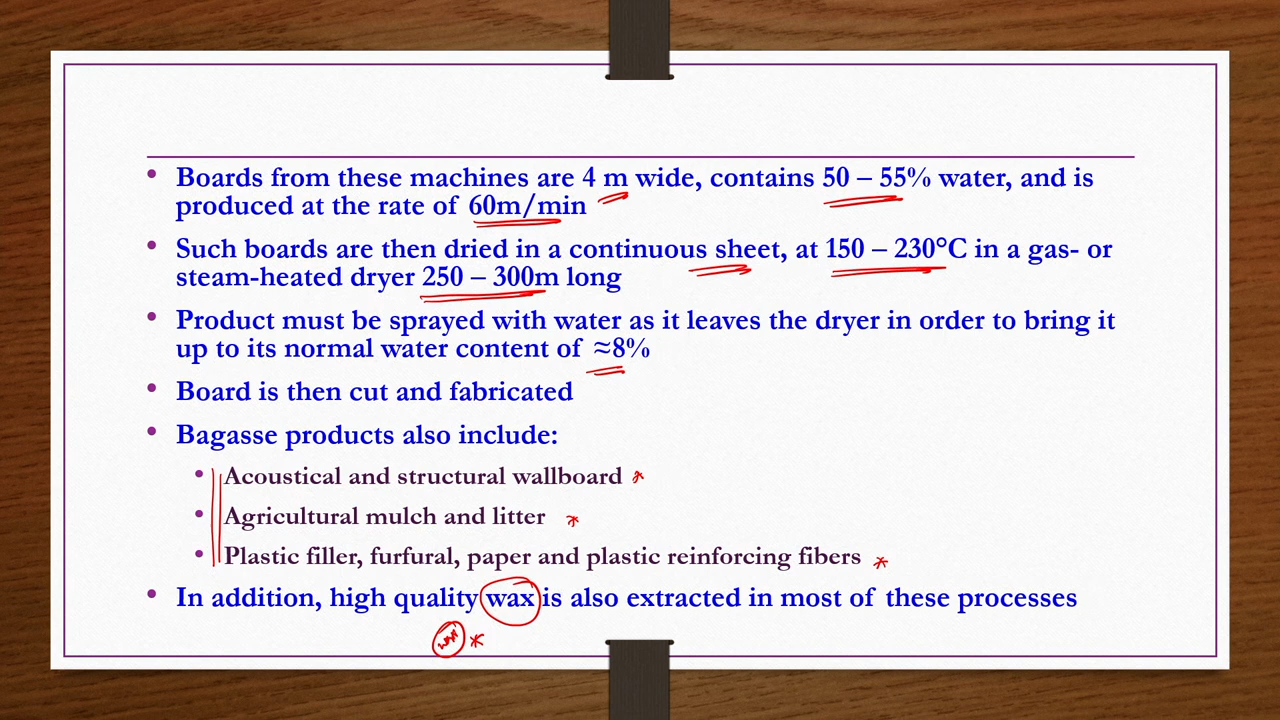 • Boards from these machines are 4 m wide, contains 50 – 55% water, and is
produced at the rate of 60m/min
• Such boards are then dried in a continuous sheet, at 150 – 230°C in a gas- or
steam-heated dryer 250 – 300m long
• Product must be sprayed with water as it leaves the dryer in order to bring it
up to its normal water content of ≈8%
• Board is then cut and fabricated
• Bagasse products also include:
• Acoustical and structural wallboard *
• Agricultural mulch and litter *
• Plastic filler, furfural, paper and plastic reinforcing fibers *
• In addition, high quality wax is also extracted in most of these processes
wax *